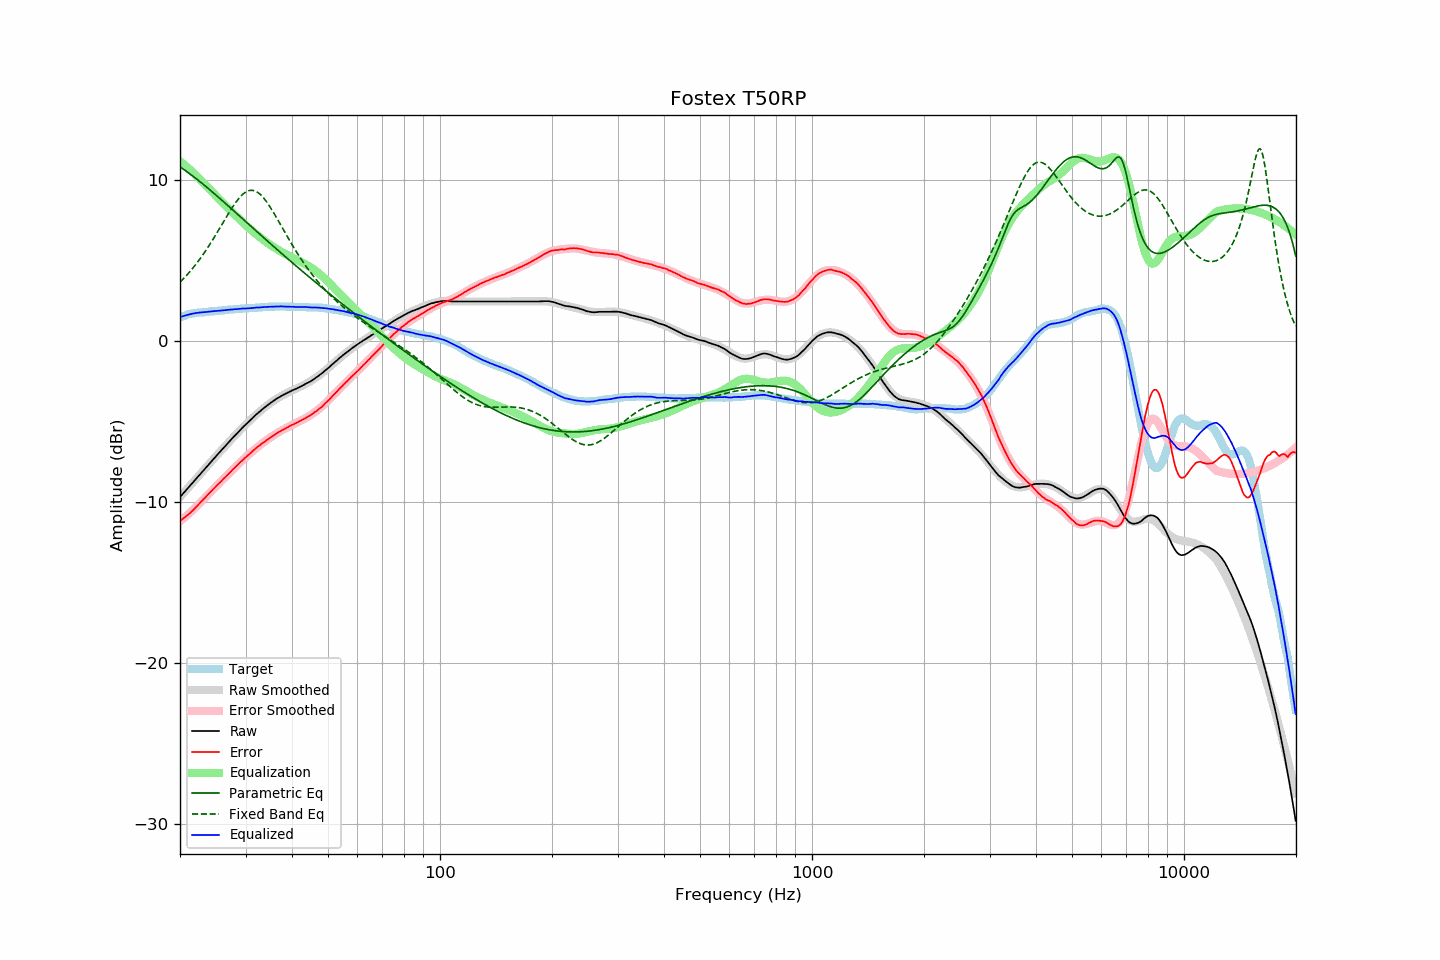 Fostex T50RP
10
0
−10
−20
−30
Amplitude (dBr)
Target
Raw Smoothed
Error Smoothed
Raw
Error
Equalization
Parametric Eq
Fixed Band Eq
Equalized
100
1000
10000
Frequency (Hz)